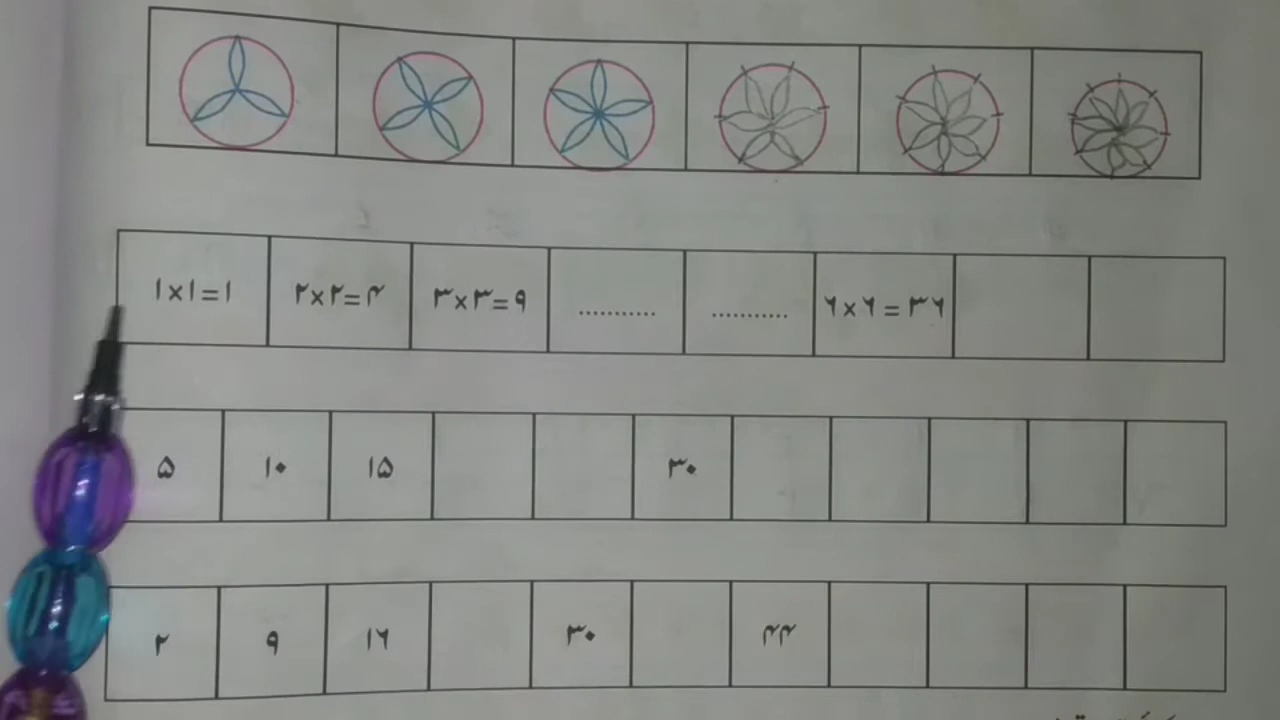 ۱×۱=۱ ۲×۲=۴ ۳×۳=۹ ........... ........... ۶×۶=۳۶
۵ ۱۰ ۱۵ ۳۰
۲ ۹ ۱۶ ۳۰ ۴۴